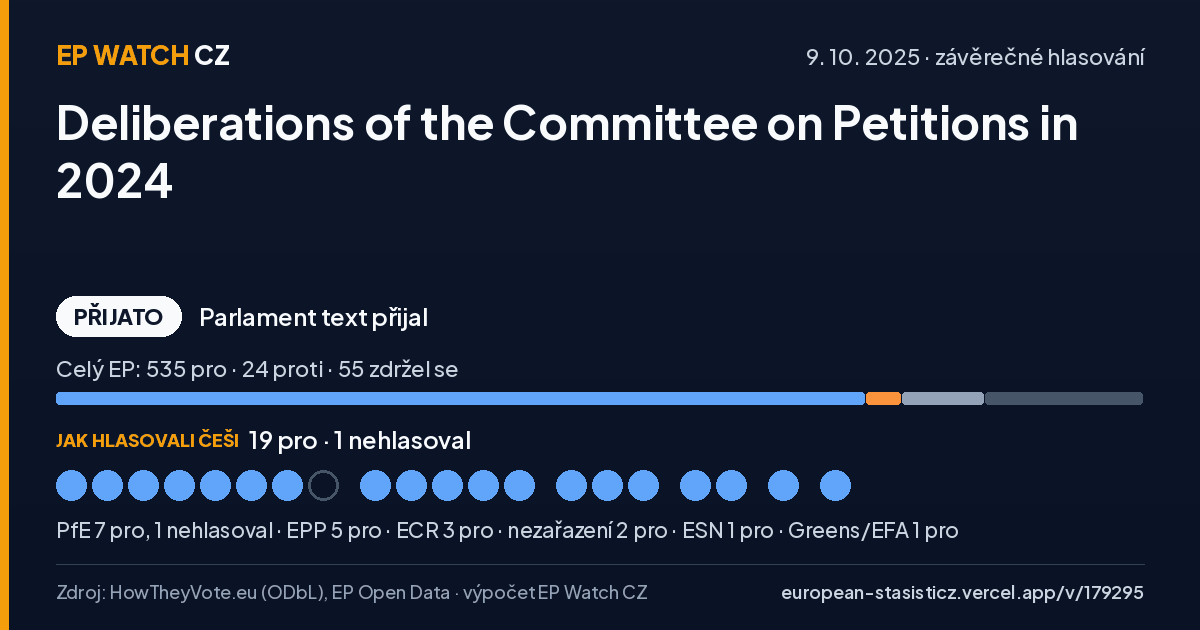 EP WATCH CZ
9. 10. 2025 · závěrečné hlasování
Deliberations of the Committee on Petitions in
2024
PŘIJATO Parlament text přijal
Celý EP: 535 pro · 24 proti · 55 zdržel se
JAK HLASOVALI ČEŠI 19 pro · 1 nehlasoval
PfE 7 pro, 1 nehlasoval · EPP 5 pro · ECR 3 pro · nezařazení 2 pro · ESN 1 pro · Greens/EFA 1 pro
Zdroj: HowTheyVote.eu (ODbL), EP Open Data · výpočet EP Watch CZ
european-stasisticz.vercel.app/v/179295